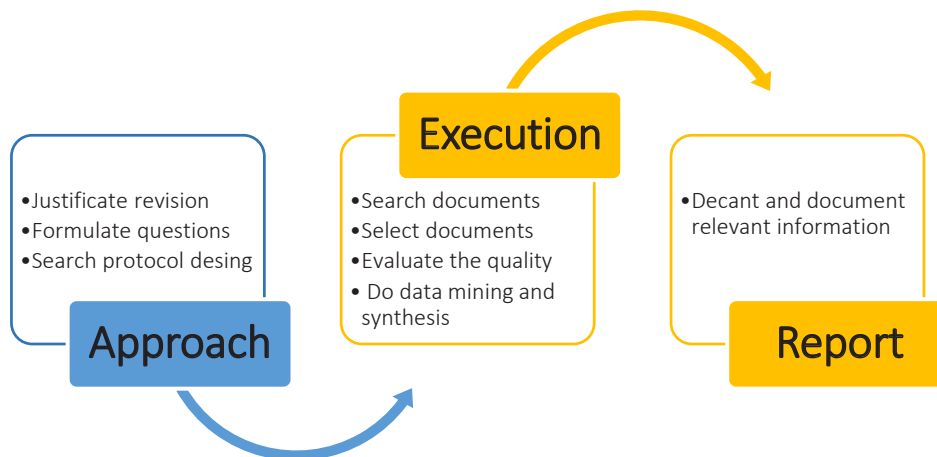 •Justificate revision
•Formulate questions
•Search protocol desing
Approach
Execution
•Search documents
•Select documents
•Evaluate the quality
• Do data mining and
synthesis
•Decant and document
relevant information
Report